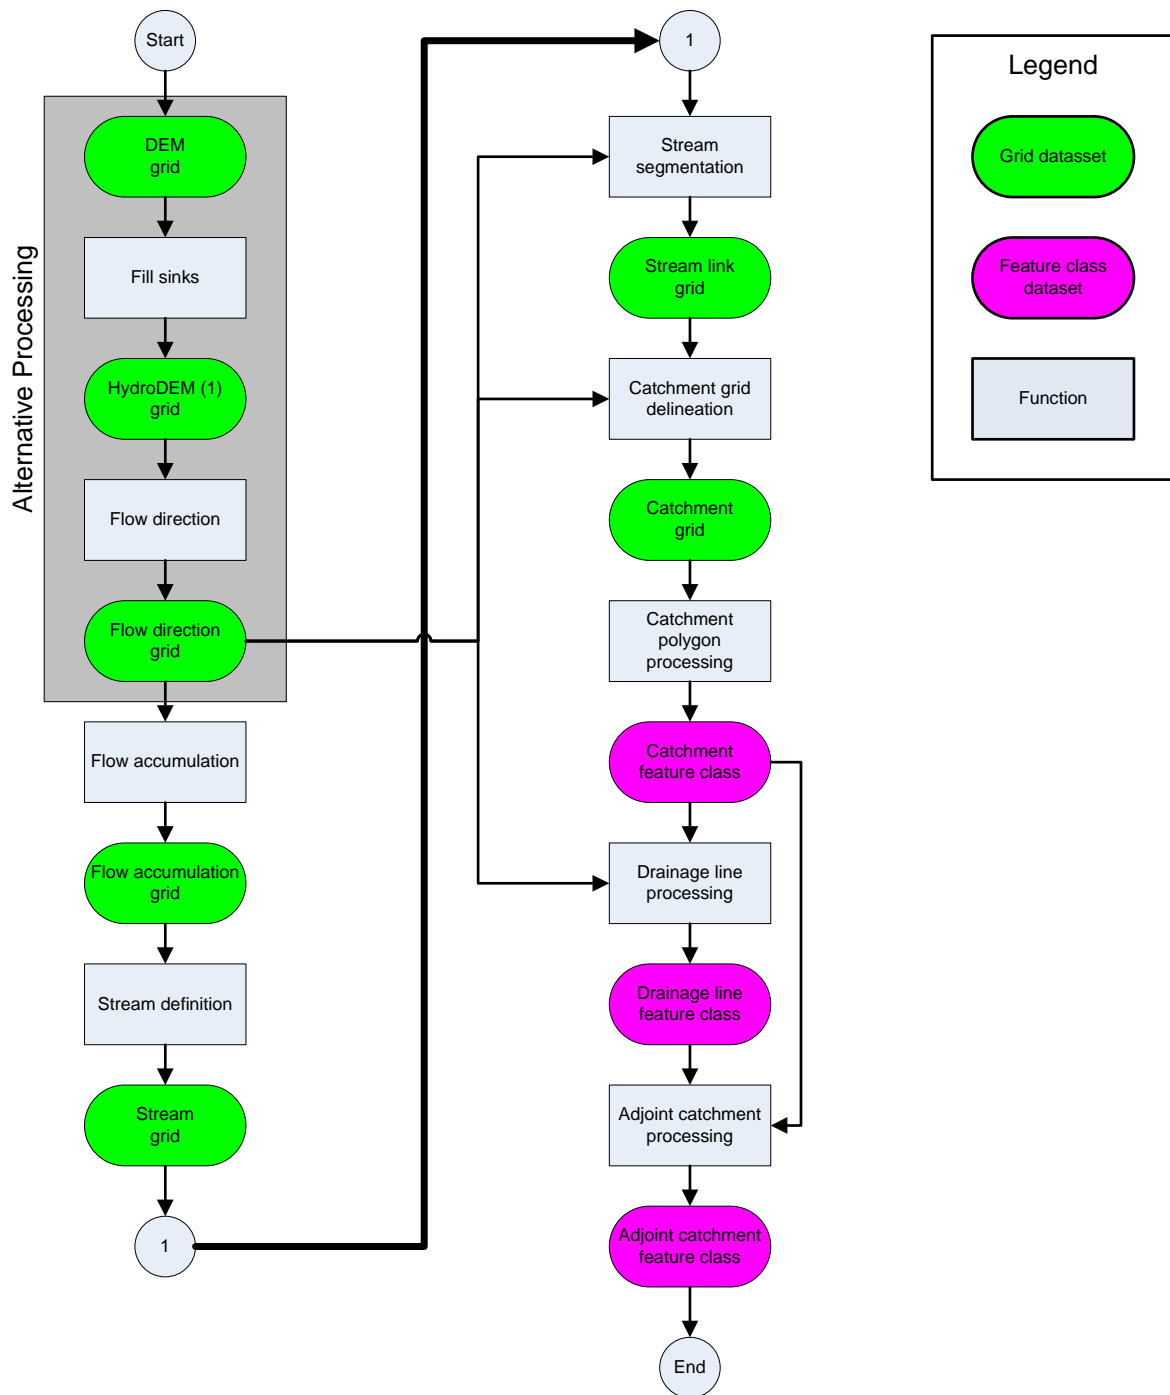 Start
Alternative Processing
DEM
grid
Fill sinks
HydroDEM (1)
grid
Flow direction
Flow direction
grid
Flow accumulation
Flow accumulation
grid
Stream definition
Stream
grid
1
1
Stream
segmentation
Stream link
grid
Catchment grid
delineation
Catchment
grid
Catchment
polygon
processing
Catchment
feature class
Drainage line
processing
Drainage line
feature class
Adjoint catchment
processing
Adjoint catchment
feature class
End
Legend
Grid datasset
Feature class
dataset
Function